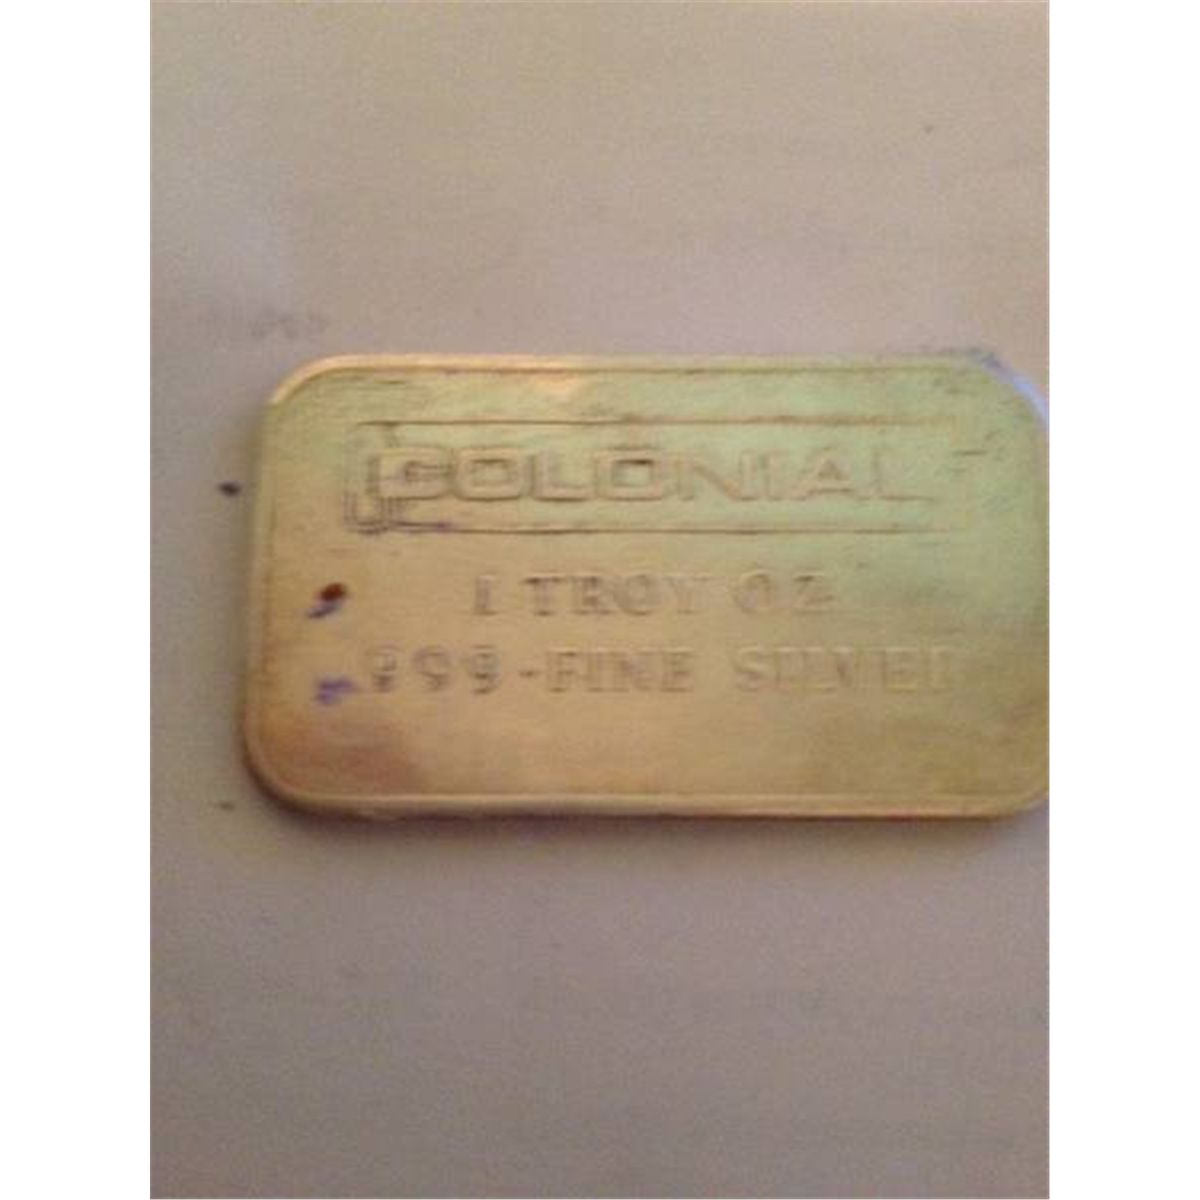 COLONIAL
1 TROY OZ
.999-FINE SILVER